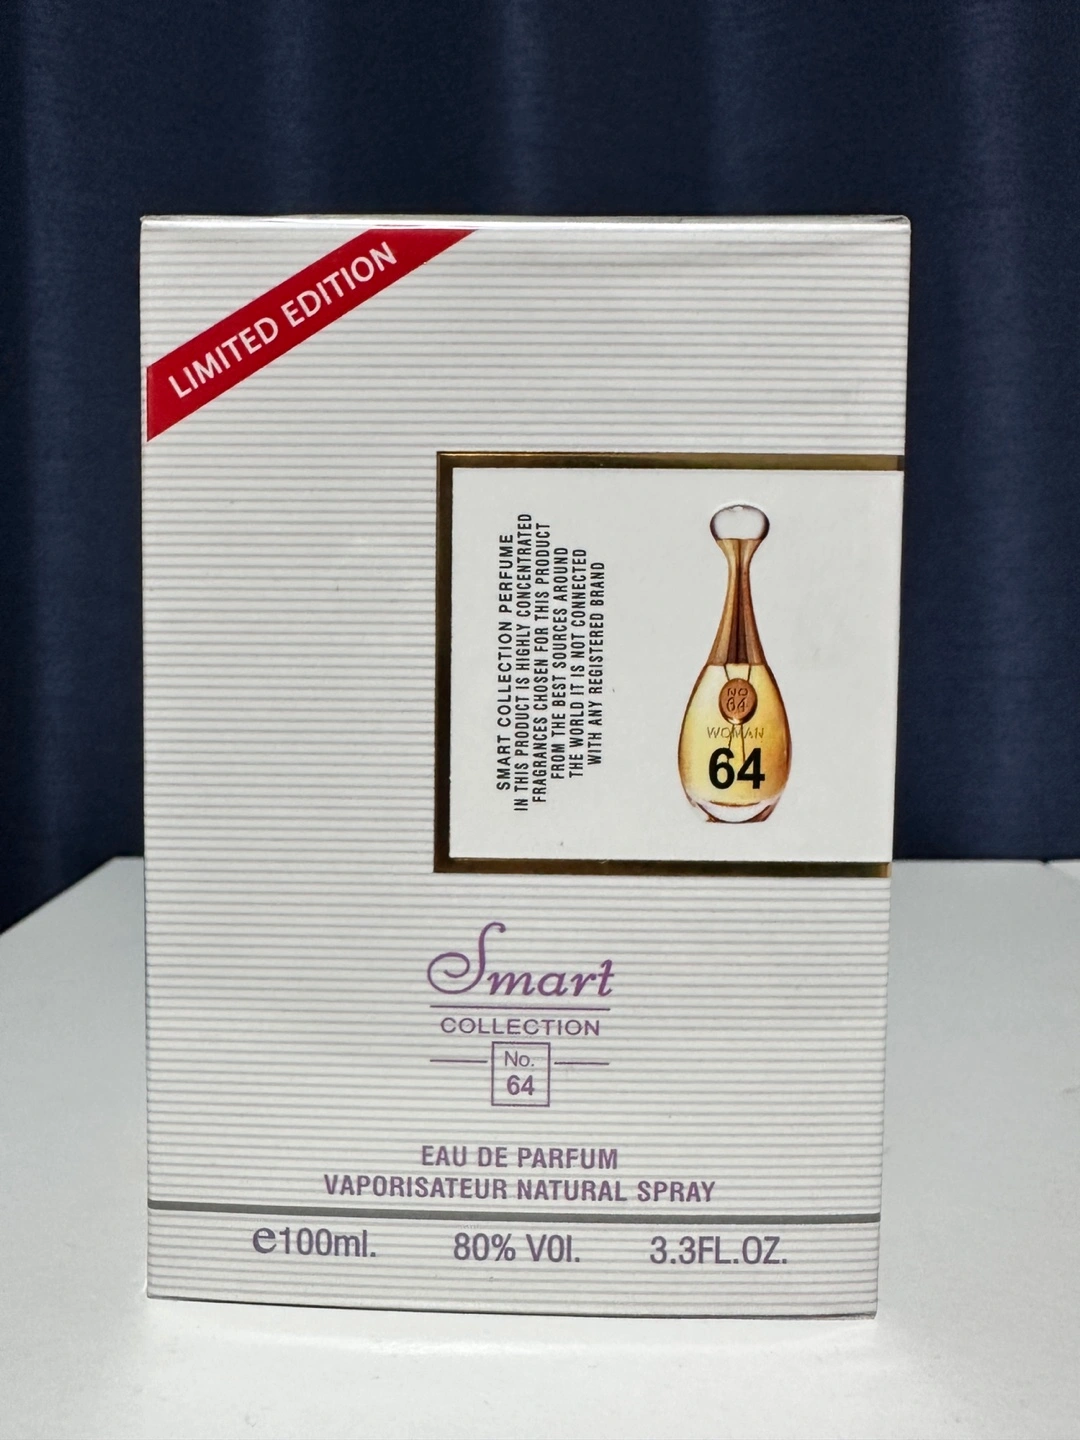 LIMITED EDITION
SMART COLLECTION PERFUME
IN THIS PRODUCT IS HIGHLY CONCENTRATED
FRAGRANCES CHOSEN FOR THIS PRODUCT
FROM THE BEST SOURCES AROUND
THE WORLD IT IS NOT CONNECTED
WITH ANY REGISTERED BRAND
NO
64
WOMAN
64
Smart
COLLECTION
No.
64
EAU DE PARFUM
VAPORISATEUR NATURAL SPRAY
e100ml. 80% VOl. 3.3FL.OZ.